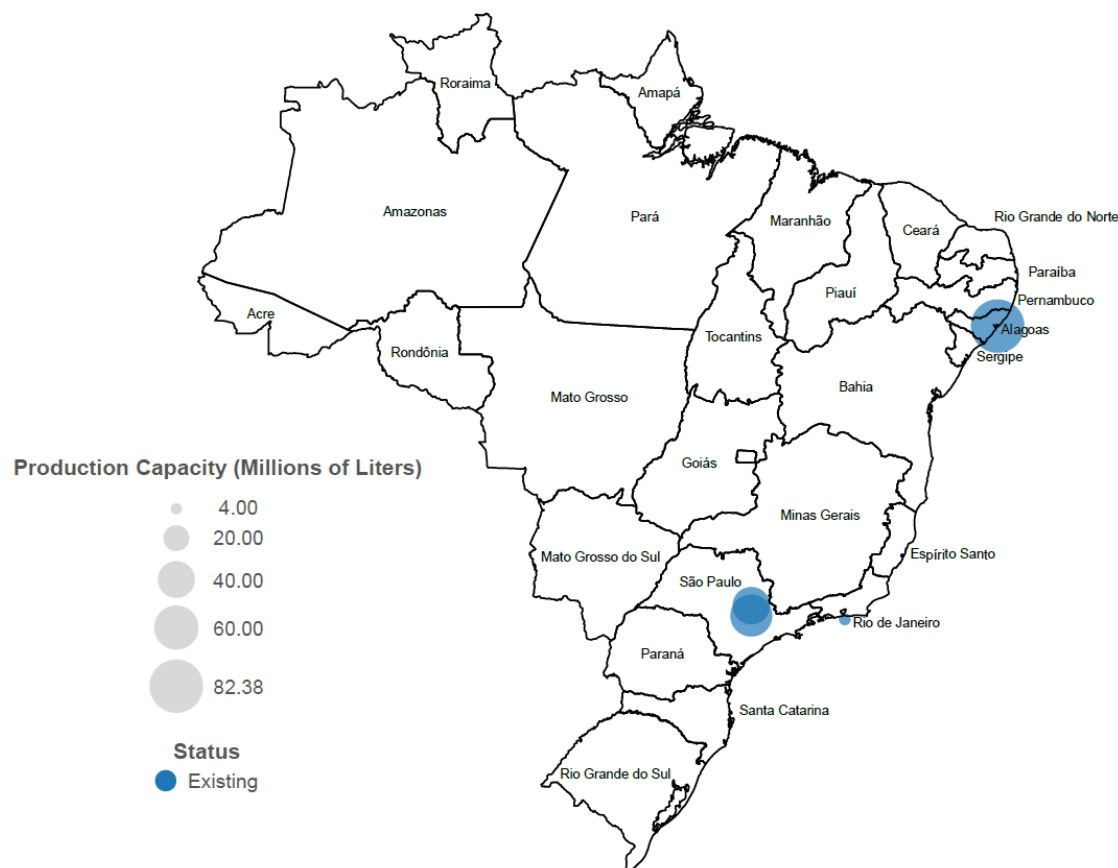 Roraima
Amapá
Amazonas
Pará
Maranhão
Ceará
Rio Grande do Norte
Paraíba
Piauí
Pernambuco
Acre
Rondônia
Tocantins
Alagoas
Sergipe
Mato Grosso
Bahia
Goiás
Minas Gerais
Mato Grosso do Sul
Espírito Santo
São Paulo
Rio de Janeiro
Paraná
Santa Catarina
Rio Grande do Sul
Production Capacity (Millions of Liters)
4.00
20.00
40.00
60.00
82.38
Status
Existing